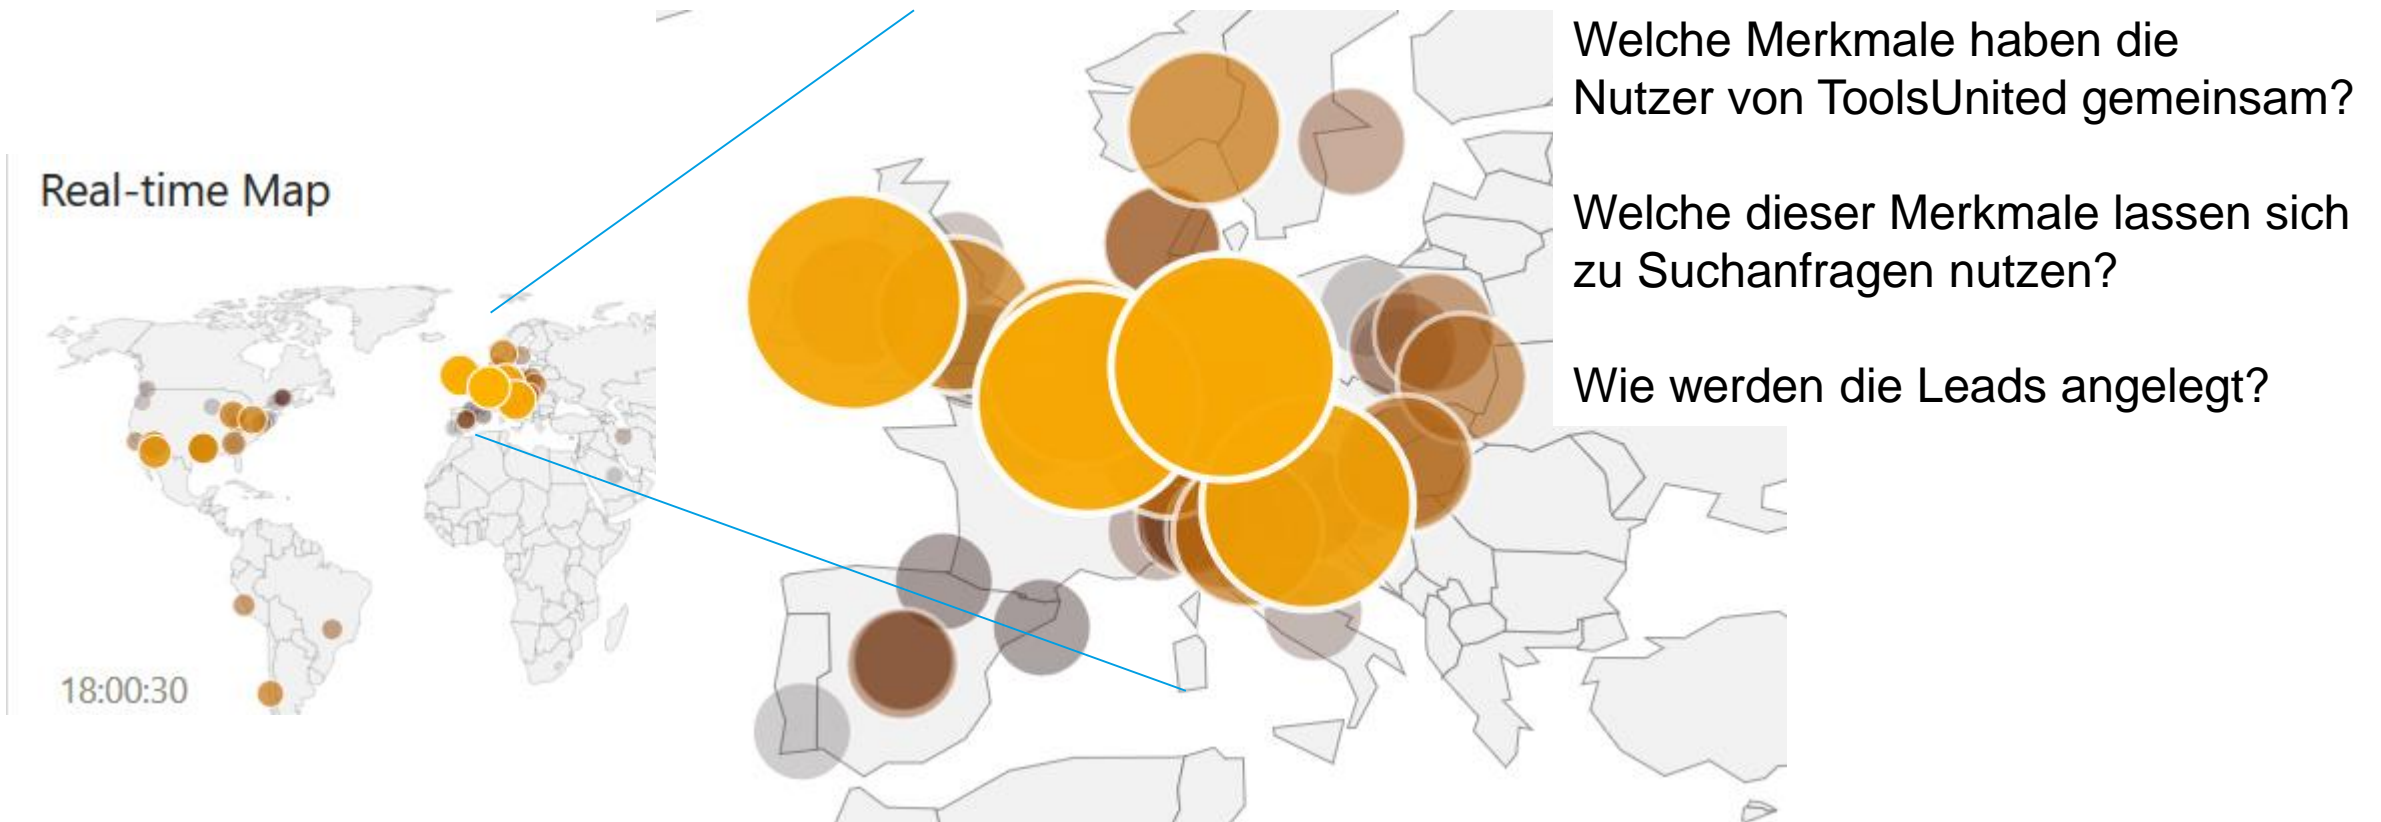 Real-time Map
18:00:30
Welche Merkmale haben die
Nutzer von ToolsUnited gemeinsam?
Welche dieser Merkmale lassen sich
zu Suchanfragen nutzen?
Wie werden die Leads angelegt?